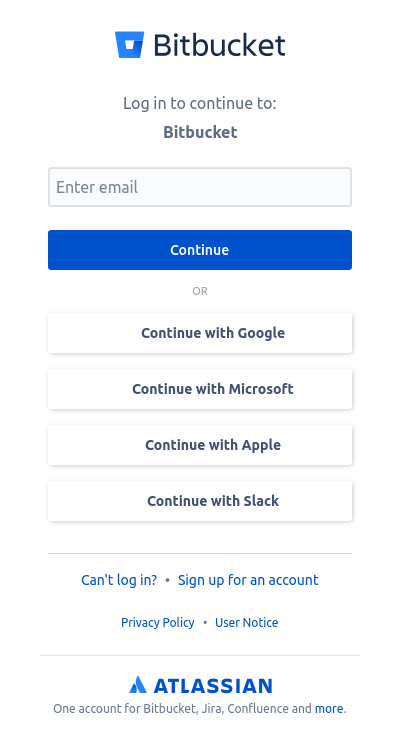 Bitbucket
Log in to continue to:
Bitbucket
Enter email
Continue
OR
Continue with Google
Continue with Microsoft
Continue with Apple
Continue with Slack
Can't log in? • Sign up for an account
Privacy Policy • User Notice
ATLASSIAN
One account for Bitbucket, Jira, Confluence and more.